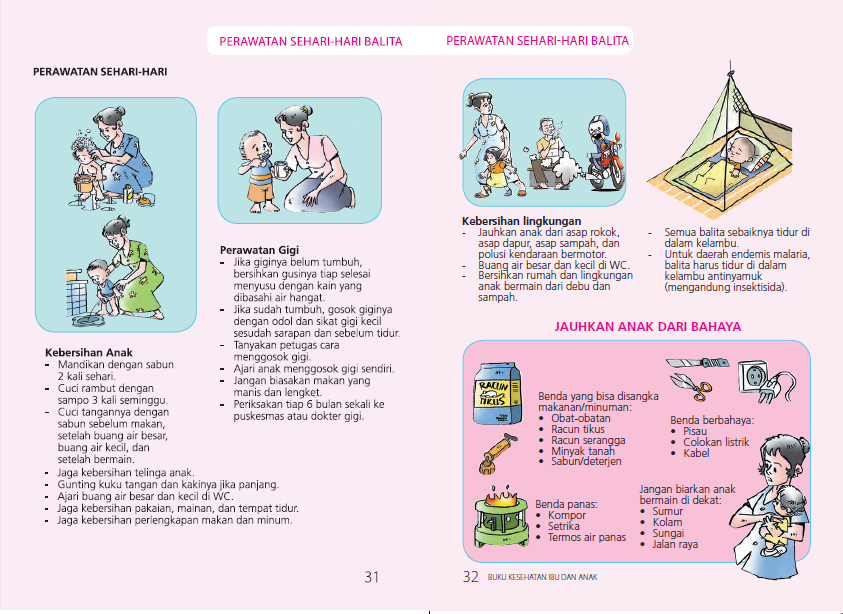 PERAWATAN SEHARI-HARI BALITA
PERAWATAN SEHARI-HARI
Kebersihan Anak
- Mandikan dengan sabun
2 kali sehari.
- Cuci rambut dengan
sampo 3 kali seminggu.
- Cuci tangannya dengan
sabun sebelum makan,
setelah buang air besar,
buang air kecil, dan
setelah bermain.
- Jaga kebersihan telinga anak.
- Gunting kuku tangan dan kakinya jika panjang.
- Ajari buang air besar dan kecil di WC.
- Jaga kebersihan pakaian, mainan, dan tempat tidur.
- Jaga kebersihan perlengkapan makan dan minum.
Perawatan Gigi
- Jika giginya belum tumbuh,
bersihkan gusinya tiap selesai
menyusu dengan kain yang
dibasahi air hangat.
- Jika sudah tumbuh, gosok giginya
dengan odol dan sikat gigi kecil
sesudah sarapan dan sebelum tidur.
- Tanyakan petugas cara
menggosok gigi.
- Ajari anak menggosok gigi sendiri.
- Jangan biasakan makan yang
manis dan lengket.
- Periksakan tiap 6 bulan sekali ke
puskesmas atau dokter gigi.
31
PERAWATAN SEHARI-HARI BALITA
Kebersihan lingkungan
- Jauhkan anak dari asap rokok,
asap dapur, asap sampah, dan
polusi kendaraan bermotor.
- Buang air besar dan kecil di WC.
- Bersihkan rumah dan lingkungan
anak bermain dari debu dan
sampah.
- Semua balita sebaiknya tidur di
dalam kelambu.
- Untuk daerah endemis malaria,
balita harus tidur di dalam
kelambu antinyamuk
(mengandung insektisida).
JAUHKAN ANAK DARI BAHAYA
RACUN
TIKUS
Benda yang bisa disangka
makanan/minuman:
• Obat-obatan
• Racun tikus
• Racun serangga
• Minyak tanah
• Sabun/deterjen
Benda berbahaya:
• Pisau
• Colokan listrik
• Kabel
Benda panas:
• Kompor
• Setrika
• Termos air panas
Jangan biarkan anak
bermain di dekat:
• Sumur
• Kolam
• Sungai
• Jalan raya
32 BUKU KESEHATAN IBU DAN ANAK